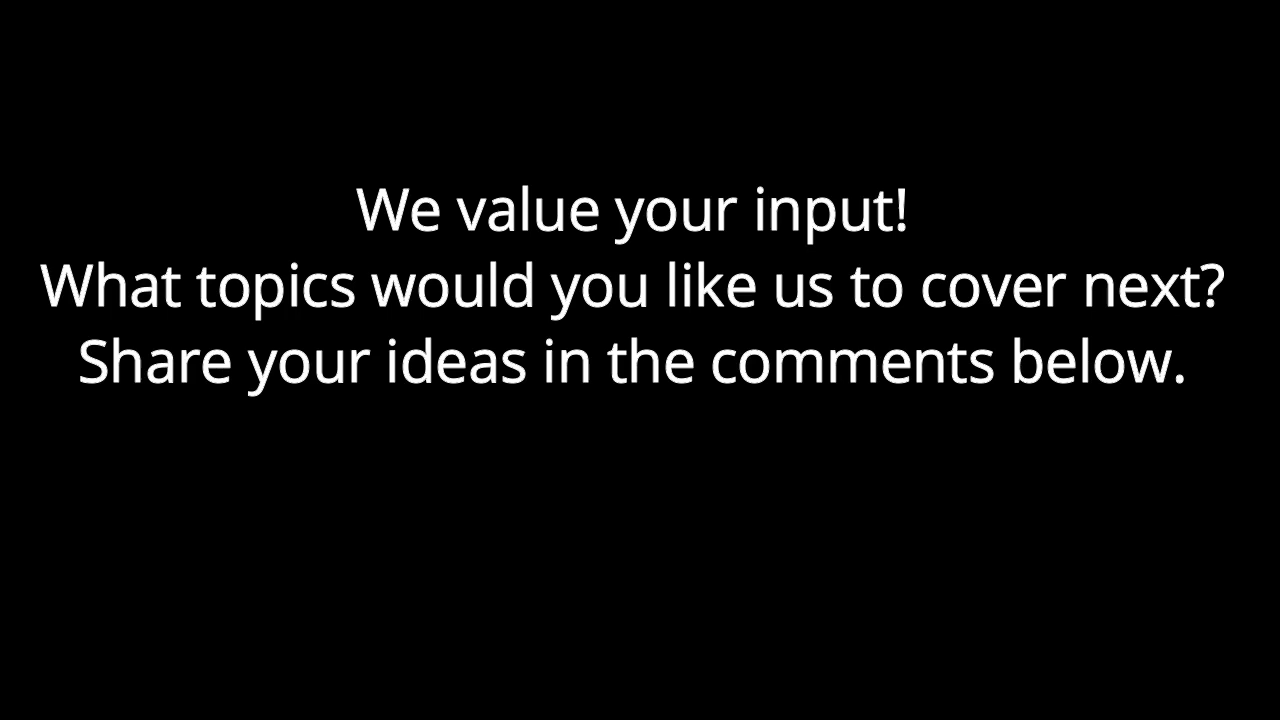 We value your input!
What topics would you like us to cover next?
Share your ideas in the comments below.